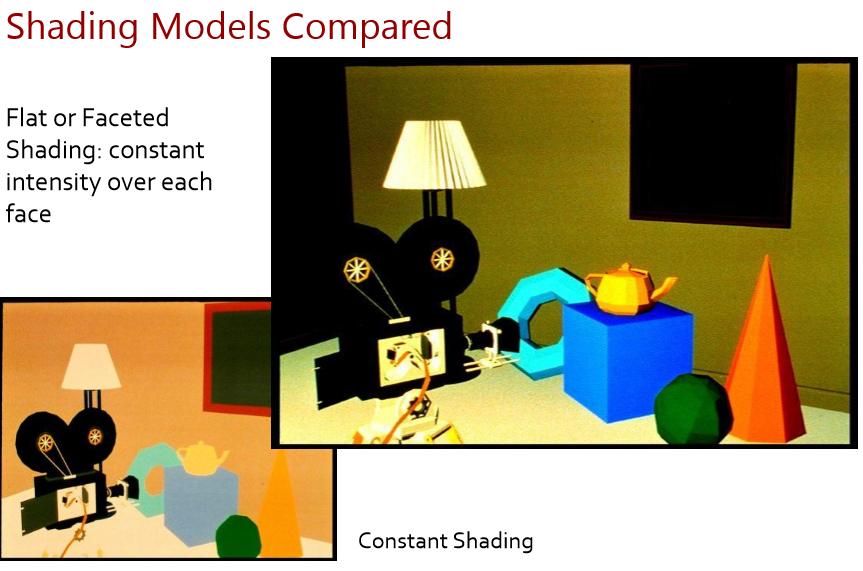 Shading Models Compared
Flat or Faceted
Shading: constant
intensity over each
face
Constant Shading